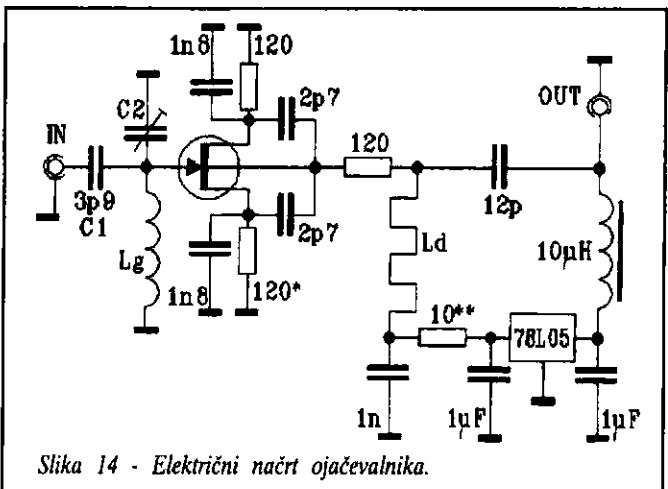 1n8
120
2p7
C2
OUT
IN
120
3p9
12p
C1
2p7
Lg
Ld
10µH
1n8
120*
10**
78L05
1n
1µF
1µF
Slika 14 - Električni načrt ojačevalnika.